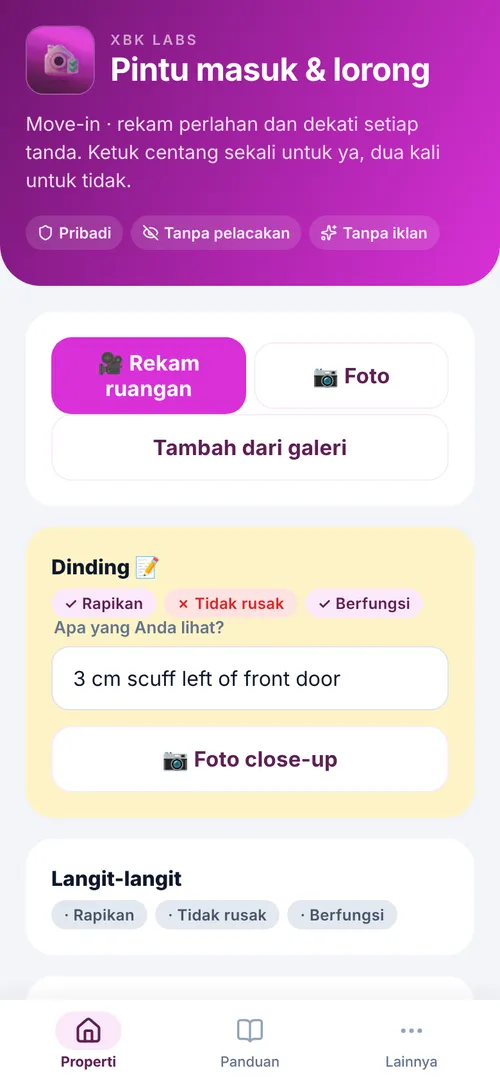 XBK LABS
Pintu masuk & lorong
Move-in · rekam perlahan dan dekati setiap
tanda. Ketuk centang sekali untuk ya, dua kali
untuk tidak.
Pribadi
Tanpa pelacakan
Tanpa iklan
🎥 Rekam
ruangan
📷 Foto
Tambah dari galeri
Dinding 📝
✓ Rapikan
× Tidak rusak
✓ Berfungsi
Apa yang Anda lihat?
3 cm scuff left of front door
📷 Foto close-up
Langit-langit
· Rapikan
· Tidak rusak
· Berfungsi
Properti
Panduan
Lainnya